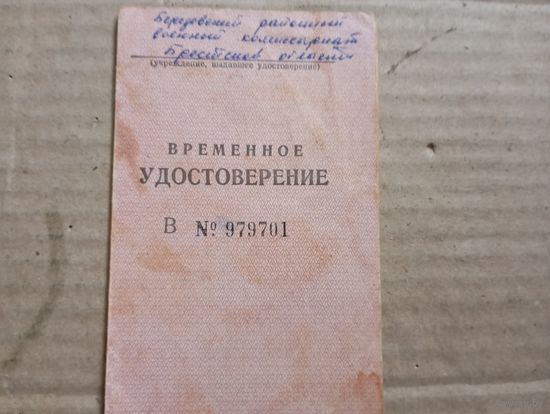 Березовский районный
военный комиссариат
Брестской области
(учреждение, выдавшее удостоверение)
ВРЕМЕННОЕ
УДОСТОВЕРЕНИЕ
В № 979701